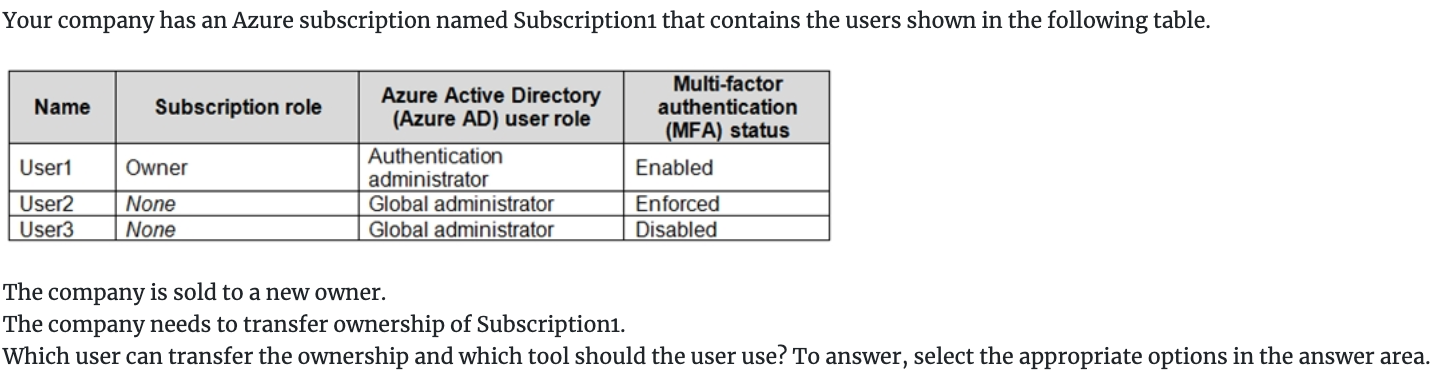 Your company has an Azure subscription named Subscription1 that contains the users shown in the following table.
Name Subscription role Azure Active Directory (Azure AD) user role Multi-factor authentication (MFA) status
User1 Owner Authentication administrator Enabled
User2 None Global administrator Enforced
User3 None Global administrator Disabled
The company is sold to a new owner.
The company needs to transfer ownership of Subscription1.
Which user can transfer the ownership and which tool should the user use? To answer, select the appropriate options in the answer area.